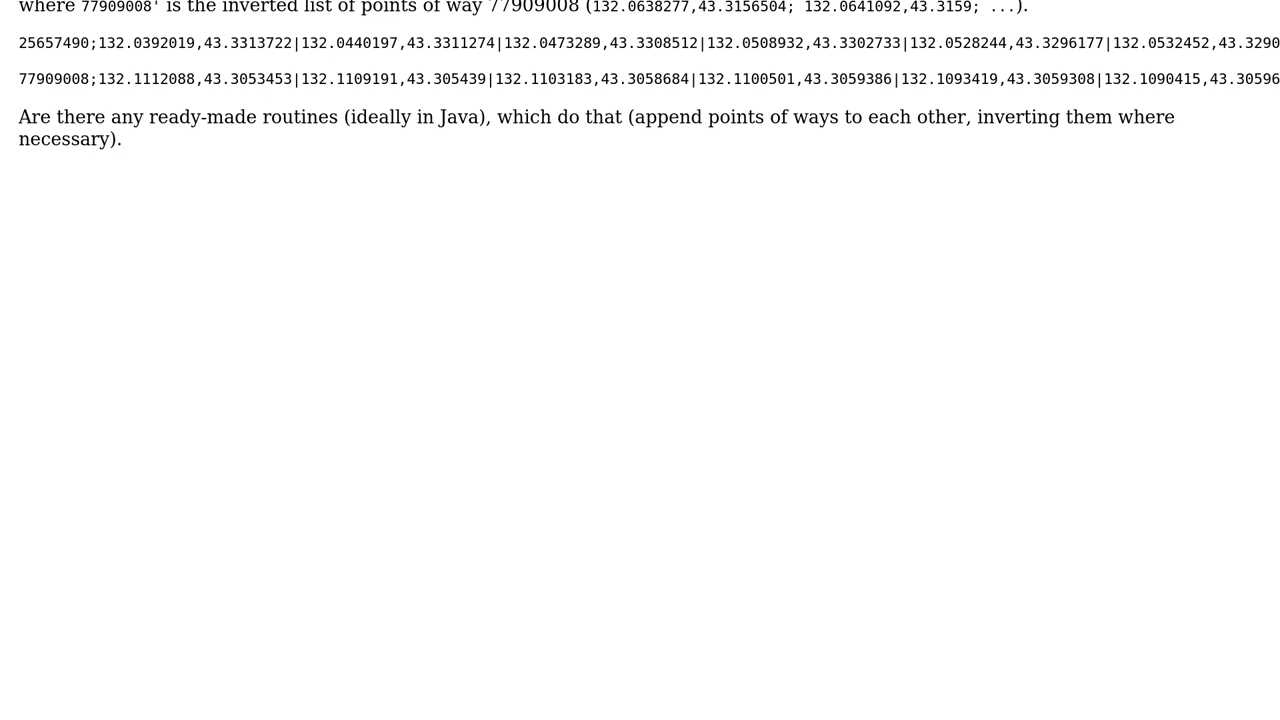 where 77909008' is the inverted list of points of way 77909008 (132.0638277,43.3156504; 132.0641092,43.3159; ...).
25657490;132.0392019,43.3313722|132.0440197,43.3311274|132.0473289,43.3308512|132.0508932,43.3302733|132.0528244,43.3296177|132.0532452,43.3290
77909008;132.1112088,43.3053453|132.1109191,43.305439|132.1103183,43.3058684|132.1100501,43.3059386|132.1093419,43.3059308|132.1090415,43.30596
Are there any ready-made routines (ideally in Java), which do that (append points of ways to each other, inverting them where
necessary).